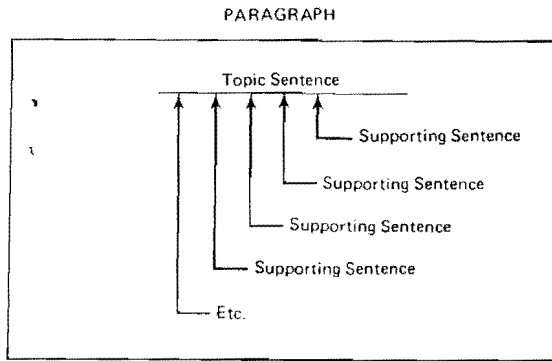 PARAGRAPH
Topic Sentence
Supporting Sentence
Supporting Sentence
Supporting Sentence
Supporting Sentence
Etc.